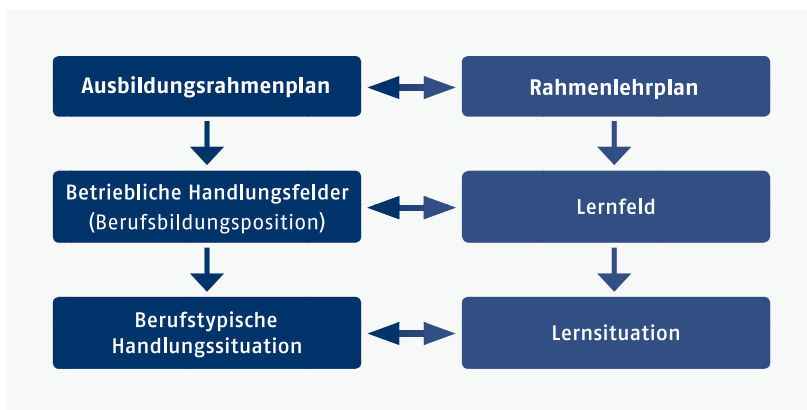 Ausbildungsrahmenplan
Rahmenlehrplan
Betriebliche Handlungsfelder
(Berufsbildungsposition)
Lernfeld
Berufstypische
Handlungssituation
Lernsituation